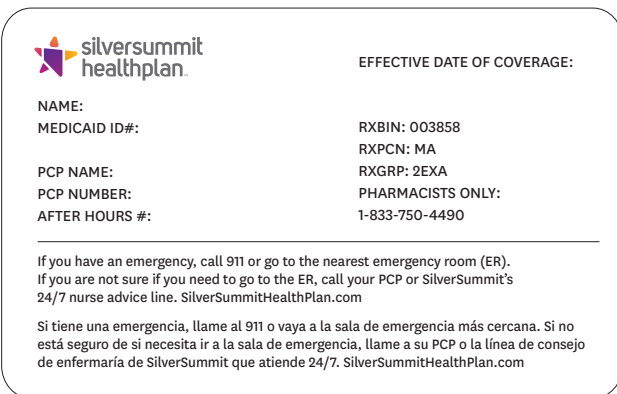 silversummit
healthplan™
EFFECTIVE DATE OF COVERAGE:
NAME:
MEDICAID ID#:
PCP NAME:
PCP NUMBER:
AFTER HOURS #:
RXBIN: 003858
RXPCN: MA
RXGRP: 2EXA
PHARMACISTS ONLY:
1-833-750-4490
If you have an emergency, call 911 or go to the nearest emergency room (ER).
If you are not sure if you need to go to the ER, call your PCP or SilverSummit’s
24/7 nurse advice line. SilverSummitHealthPlan.com
Si tiene una emergencia, llame al 911 o vaya a la sala de emergencia más cercana. Si no
está seguro de si necesita ir a la sala de emergencia, llame a su PCP o la línea de consejo
de enfermaría de SilverSummit que atiende 24/7. SilverSummitHealthPlan.com